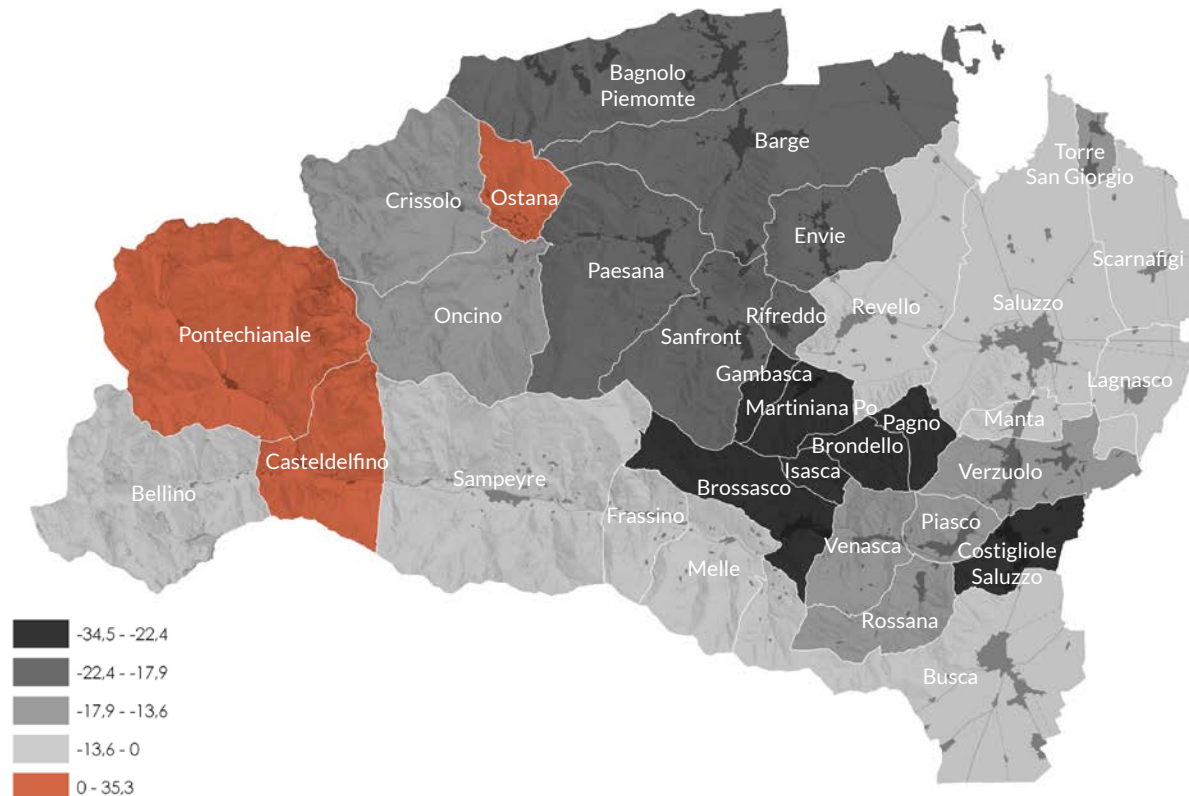 Bagnolo
Piemomte
Barge
Torre
San Giorgio
Crissolo
Ostana
Envie
Paesana
Scarnafigi
Pontechianale
Oncino
Rifreddo
Revello
Saluzzo
Sanfront
Gambasca
Martiniana Po
Lagnasco
Pagno
Manta
Brondello
Casteldelfino
Isasca
Verzuolo
Sampeyre
Brossasco
Bellino
Frassino
Piasco
Venasca
Costigliole
Saluzzo
Melle
Rossana
Busca
-34,5 - -22,4
-22,4 - -17,9
-17,9 - -13,6
-13,6 - 0
0 - 35,3